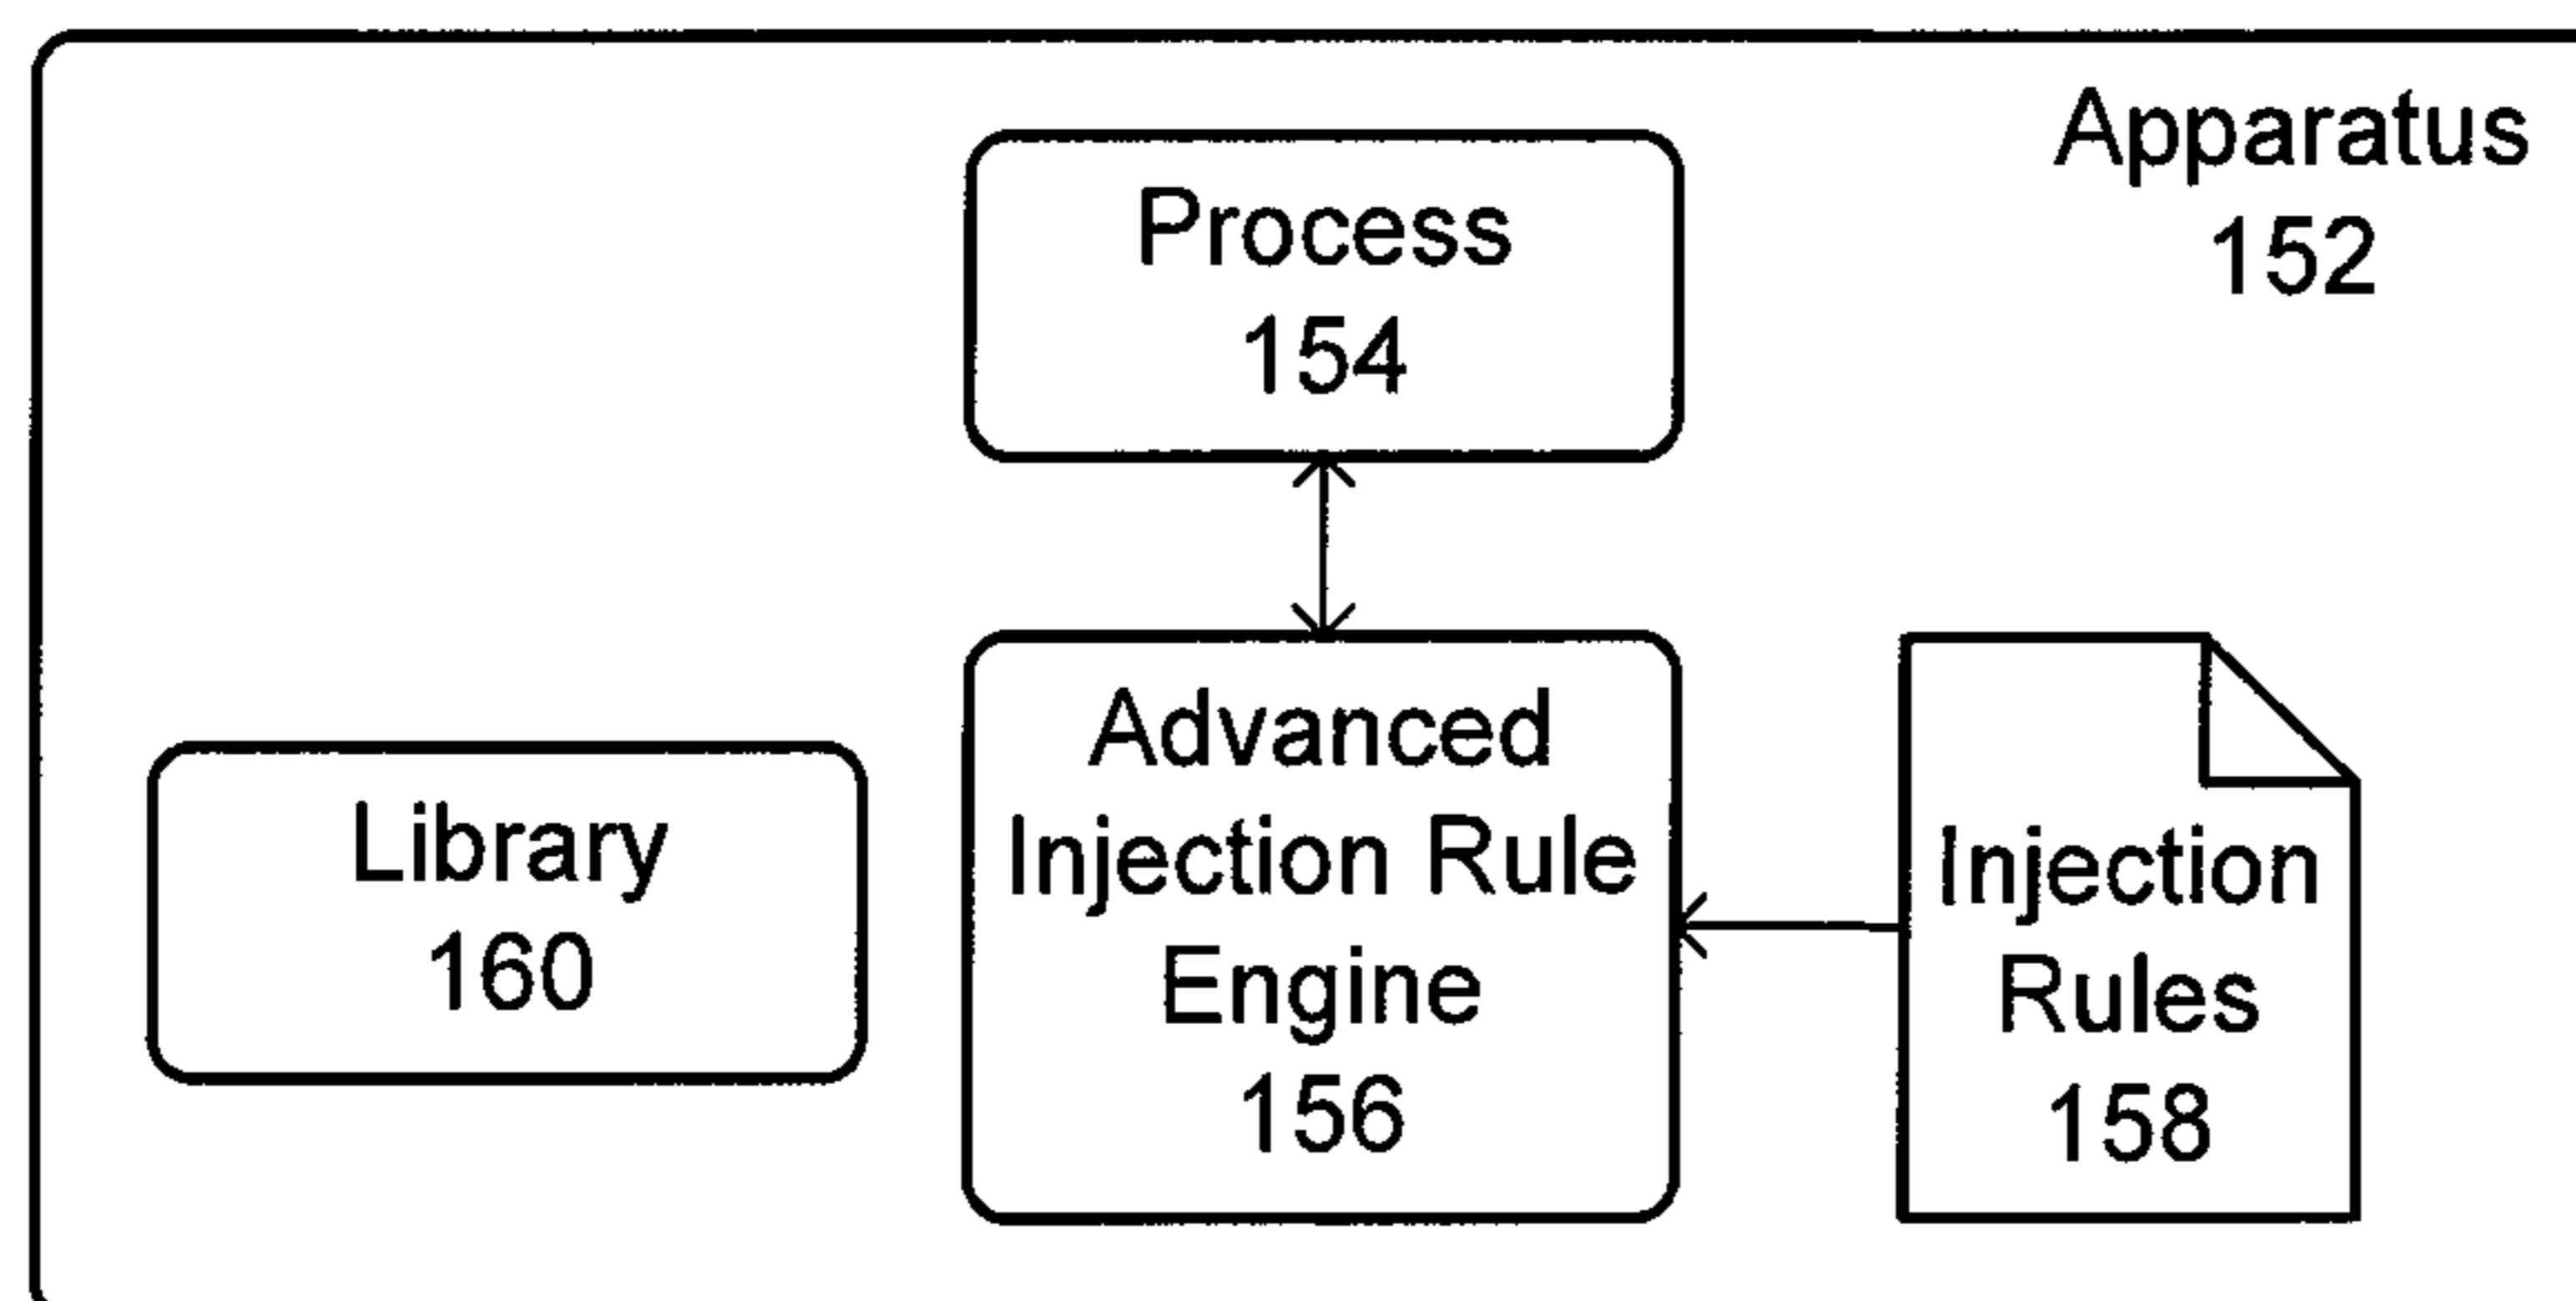 Apparatus
152
Process
154
Library
160
Advanced
Injection Rule
Engine
156
Injection
Rules
158